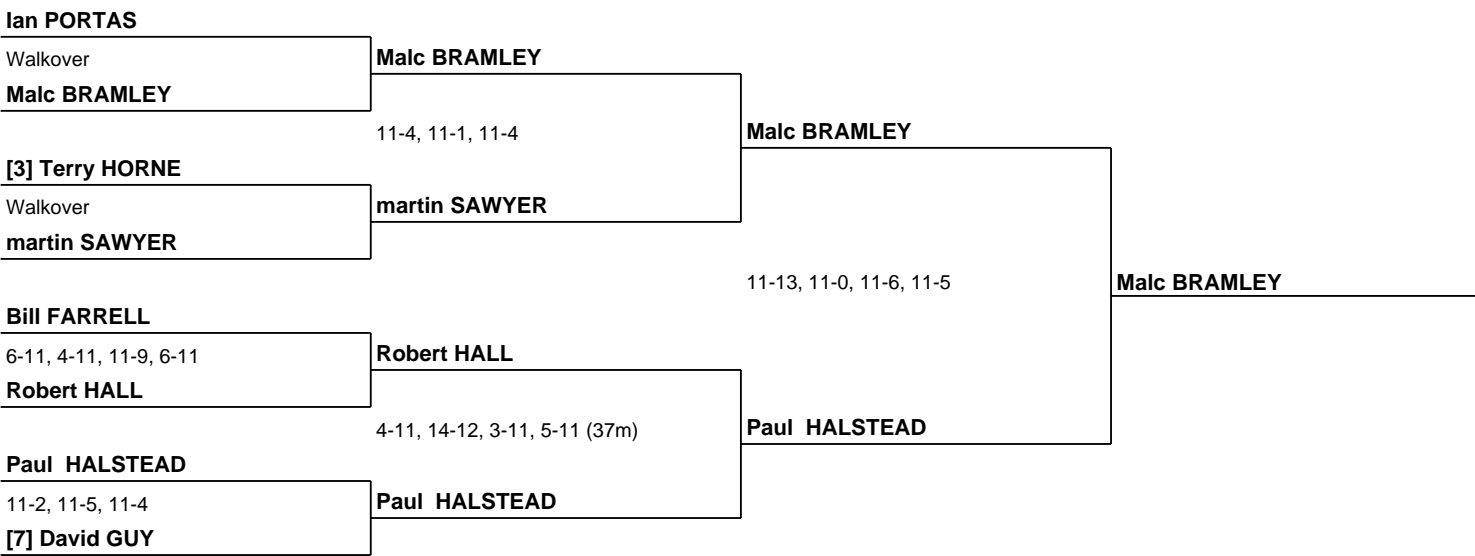 Ian PORTAS
Walkover
Malc BRAMLEY
Malc BRAMLEY
11-4, 11-1, 11-4
Malc BRAMLEY
[3] Terry HORNE
Walkover
martin SAWYER
martin SAWYER
11-13, 11-0, 11-6, 11-5
Malc BRAMLEY
Bill FARRELL
6-11, 4-11, 11-9, 6-11
Robert HALL
Robert HALL
4-11, 14-12, 3-11, 5-11 (37m)
Paul  HALSTEAD
Paul  HALSTEAD
11-2, 11-5, 11-4
Paul  HALSTEAD
[7] David GUY